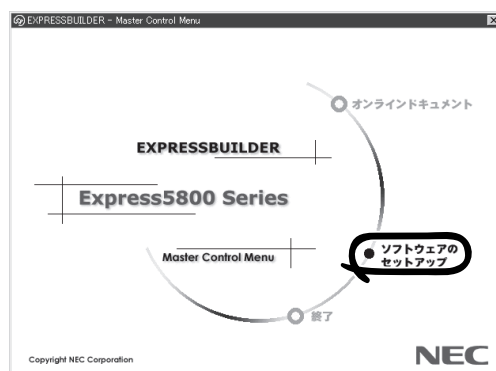 EXPRESSBUILDER - Master Control Menu
オンラインドキュメント
EXPRESSBUILDER
Express5800 Series
ソフトウェアの
セットアップ
Master Control Menu
終了
Copyright NEC Corporation
NEC